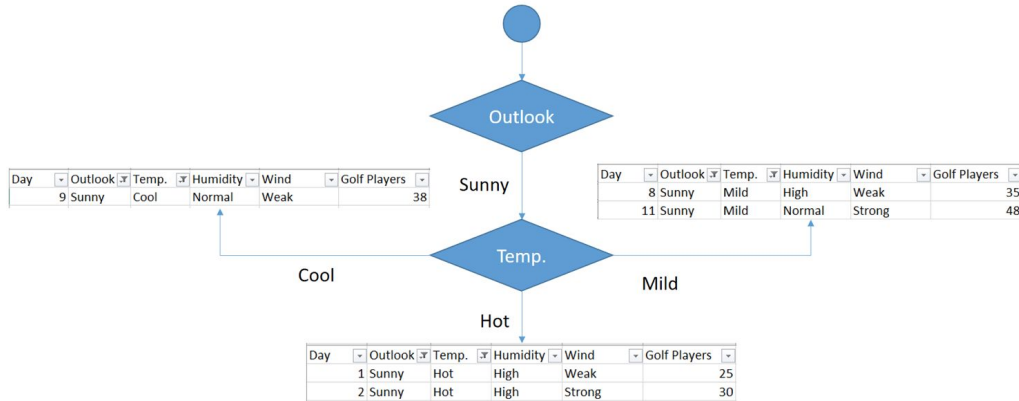 Outlook
Sunny
Day Outlook Temp. Humidity Wind Golf Players
9 Sunny Cool Normal Weak 38
Day Outlook Temp. Humidity Wind Golf Players
8 Sunny Mild High Weak 35
11 Sunny Mild Normal Strong 48
Temp.
Cool
Mild
Hot
Day Outlook Temp. Humidity Wind Golf Players
1 Sunny Hot High Weak 25
2 Sunny Hot High Strong 30